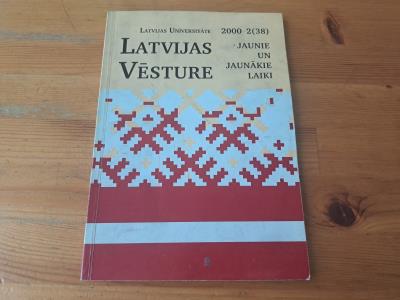 Latvijas Universitāte 2000 2(38)
Latvijas
Vēsture
jaunie
un
jaunākie
laiki